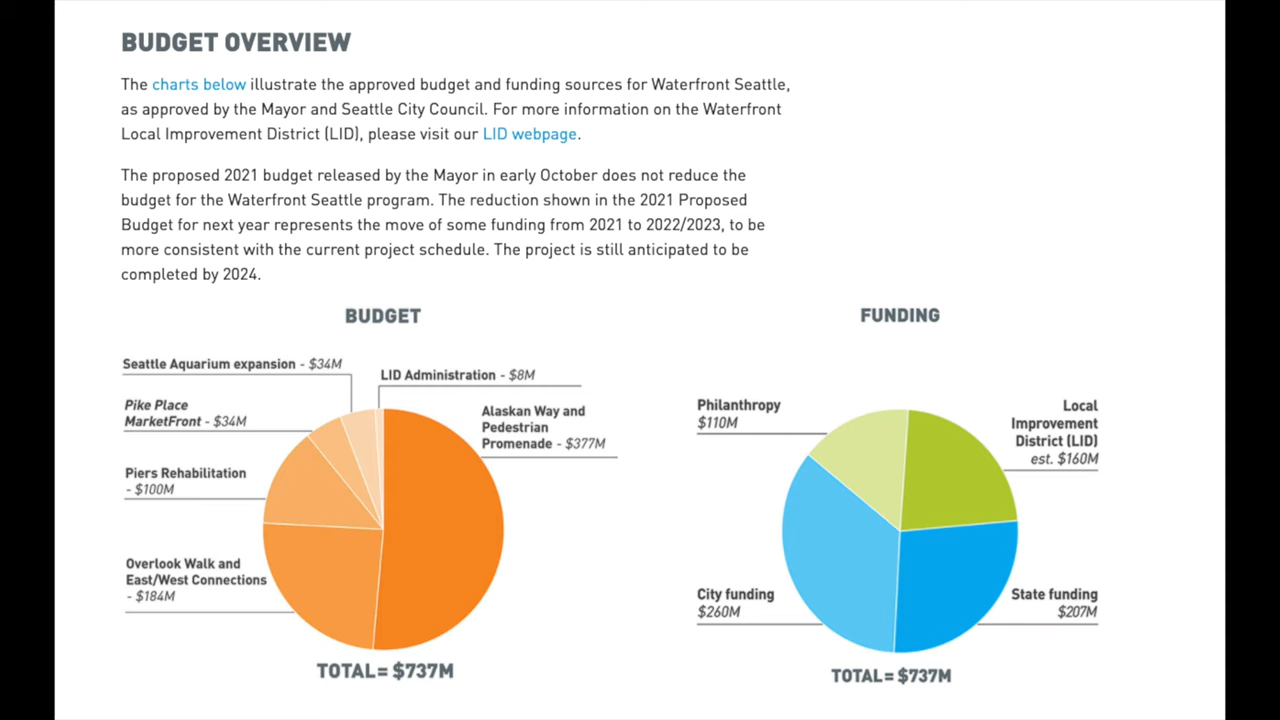 BUDGET OVERVIEW
The charts below illustrate the approved budget and funding sources for Waterfront Seattle,
as approved by the Mayor and Seattle City Council. For more information on the Waterfront
Local Improvement District (LID), please visit our LID webpage.
The proposed 2021 budget released by the Mayor in early October does not reduce the
budget for the Waterfront Seattle program. The reduction shown in the 2021 Proposed
Budget for next year represents the move of some funding from 2021 to 2022/2023, to be
more consistent with the current project schedule. The project is still anticipated to be
completed by 2024.
BUDGET
Seattle Aquarium expansion - $34M
LID Administration - $8M
Pike Place
MarketFront - $34M
Alaskan Way and
Pedestrian
Promenade - $377M
Piers Rehabilitation
- $100M
Overlook Walk and
East/West Connections
- $184M
TOTAL= $737M
FUNDING
Philanthropy
$110M
Local
Improvement
District (LID)
est. $160M
City funding
$260M
State funding
$207M
TOTAL= $737M